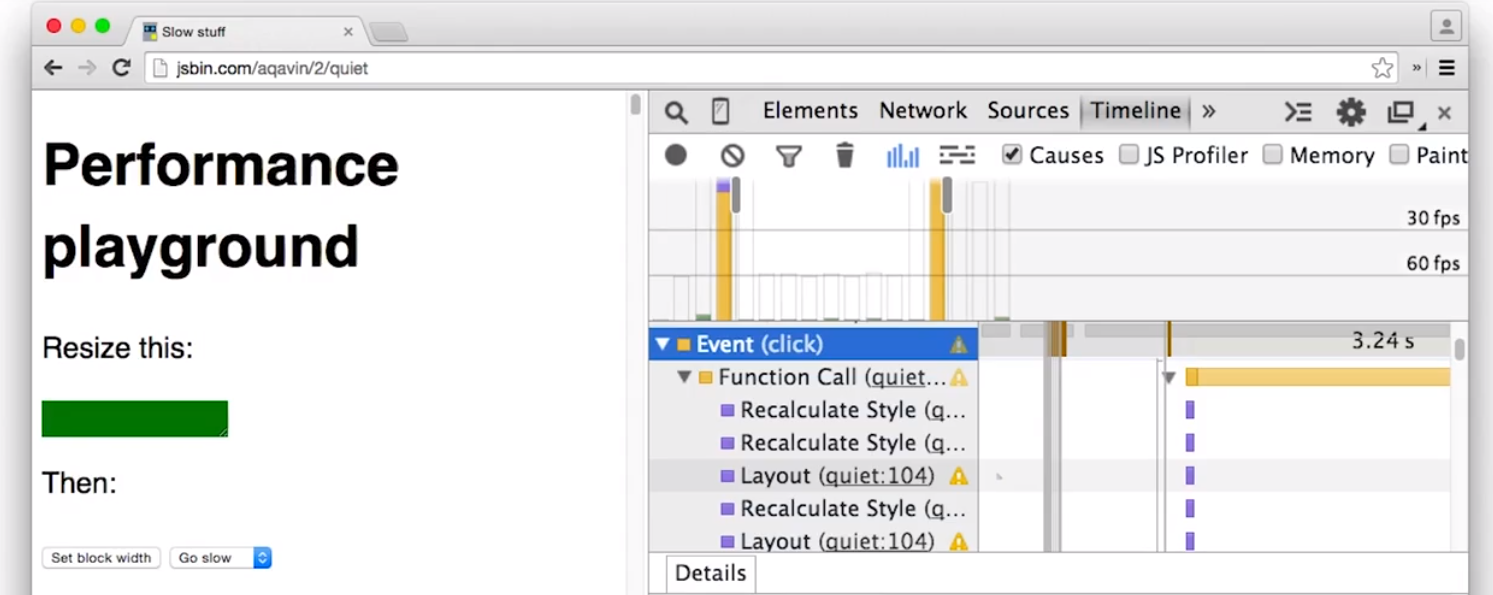 Slow stuff
jsbin.com/aqavin/2/quiet
»
Performance
playground
Resize this:
Then:
Set block width Go slow
Elements Network Sources Timeline »
Causes JS Profiler Memory Paint
30 fps
60 fps
Event (click) 3.24 s
Function Call (quiet...
Recalculate Style (q...
Recalculate Style (q...
Layout (quiet:104)
Recalculate Style (q...
Layout (quiet:104)
Details